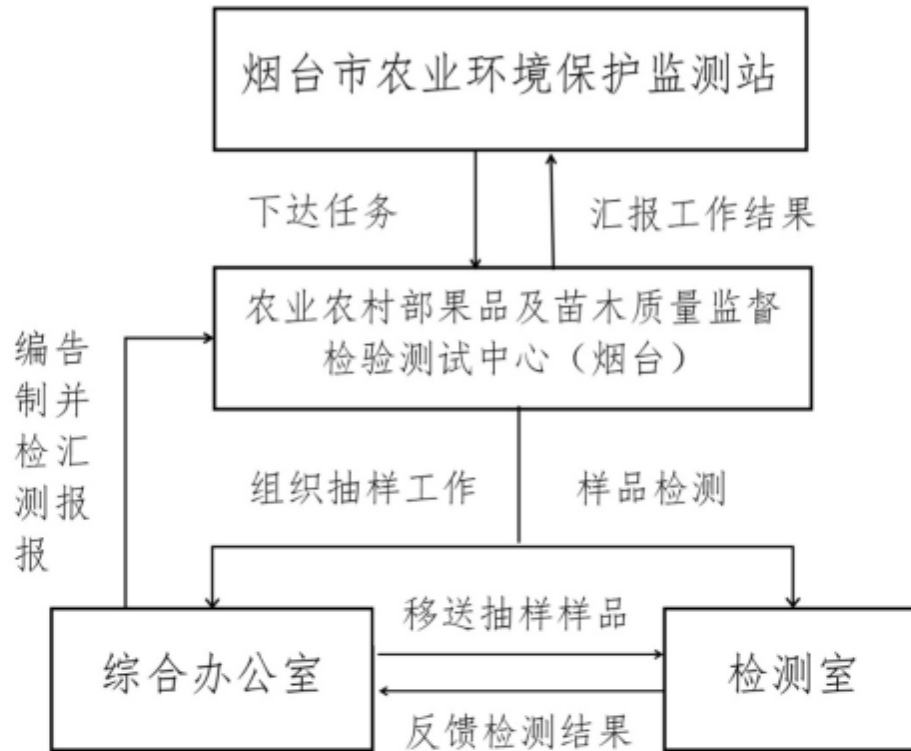 烟台市农业环境保护监测站
下达任务
汇报工作结果
农业农村部果品及苗木质量监督
检验测试中心（烟台）
编告
制并
检汇
测报
报
组织抽样工作
样品检测
移送抽样样品
综合办公室
检测室
反馈检测结果